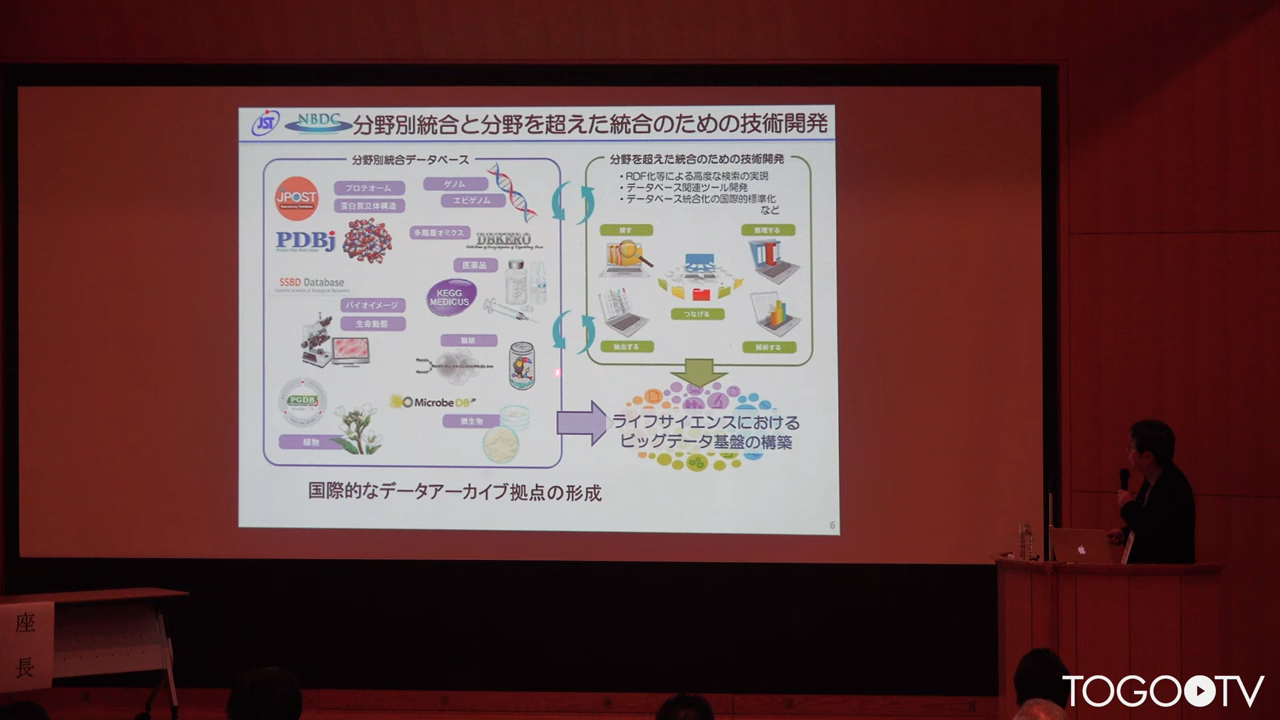 JST NBDC 分野別統合と分野を超えた統合のための技術開発
分野別統合データベース
JPOST
プロテオーム
蛋白質立体構造
ゲノム
エピゲノム
PDBj
多階層オミクス
DBKERO
SSBD Database
医薬品
KEGG
MEDICUS
バイオイメージ
生命動態
糖鎖
PGDBj
MicrobeDB.jp
植物
微生物
国際的なデータアーカイブ拠点の形成
分野を超えた統合のための技術開発
・RDF化等による高度な検索の実現
・データベース関連ツール開発
・データベース統合化の国際的標準化
など
探す
整理する
つなげる
抽出する
解析する
ライフサイエンスにおける
ビッグデータ基盤の構築
6
座
長
TOGO TV